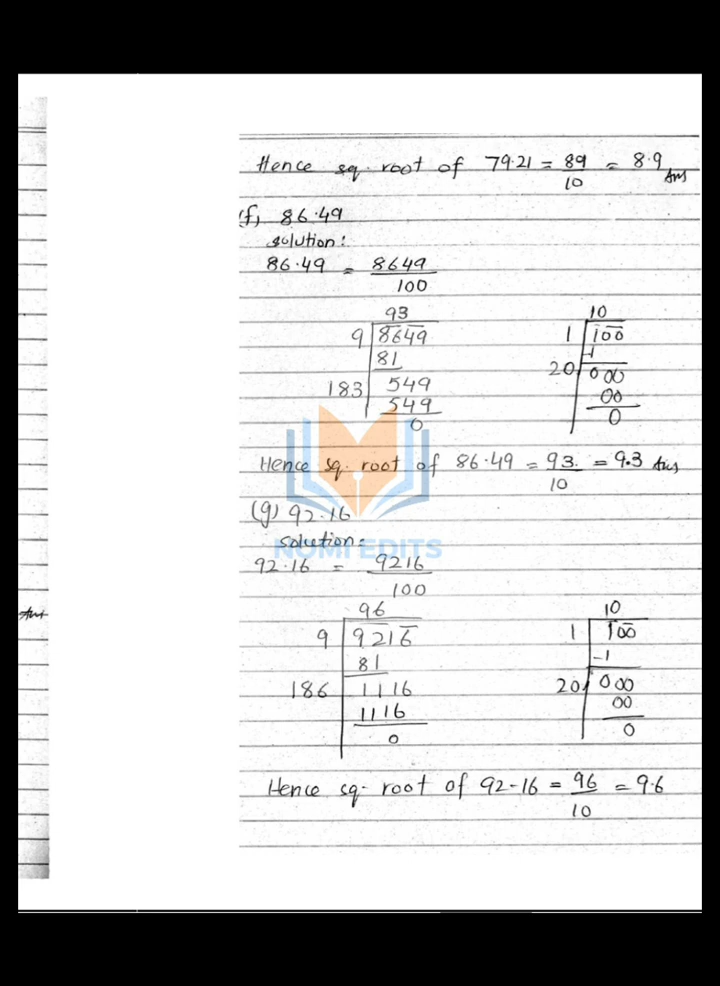 Hence sq. root of 79.21 = 89/10 = 8.9 Ans
(f) 86.49
solution:
86.49 = 8649/100
93 10
9 8649 1 100
81 -1
183 549 20 000
549 00
0 0
Hence sq. root of 86.49 = 93/10 = 9.3 Ans
(g) 92.16
solution:
NOMI EDITS
92.16 = 9216/100
96 10
9 9216 1 100
81 -1
Ans
186 1116 20 000
1116 00
0 0
Hence sq. root of 92-16 = 96/10 = 9.6